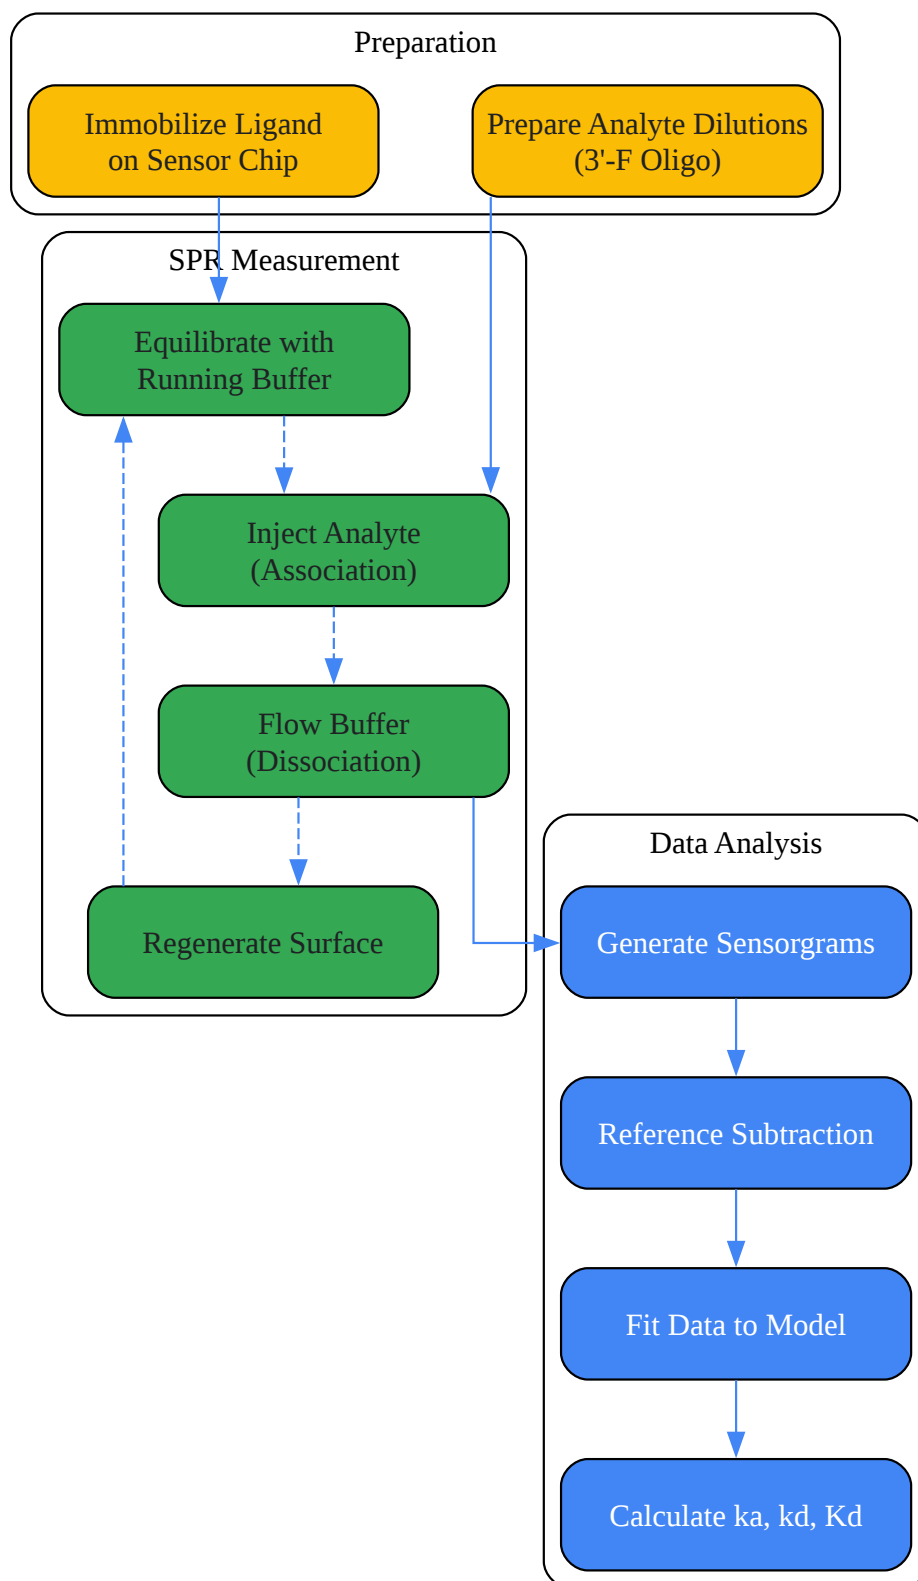 Preparation
Immobilize Ligand
on Sensor Chip
Prepare Analyte Dilutions
(3'-F Oligo)
SPR Measurement
Equilibrate with
Running Buffer
Inject Analyte
(Association)
Flow Buffer
(Dissociation)
Regenerate Surface
Data Analysis
Generate Sensorgrams
Reference Subtraction
Fit Data to Model
Calculate ka, kd, Kd